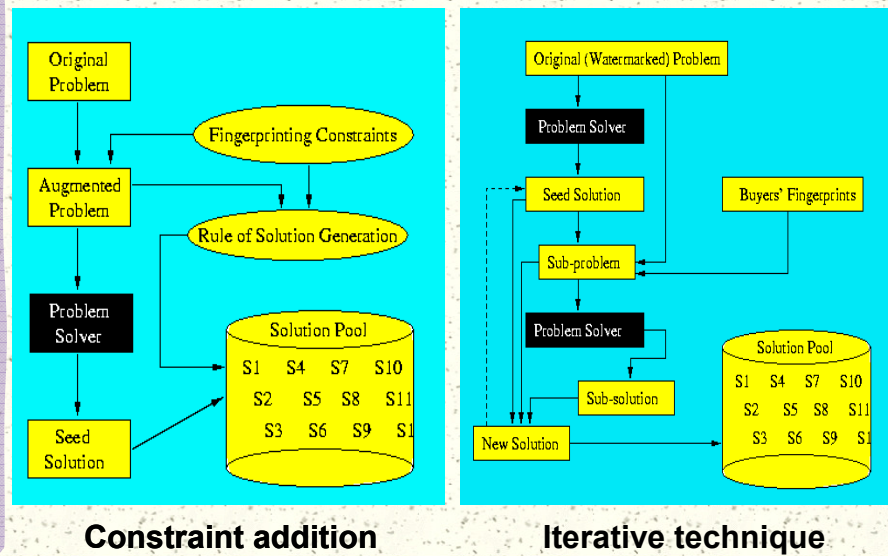 Original
Problem
Fingerprinting Constraints
Augmented
Problem
Rule of Solution Generation
Problem
Solver
Solution Pool
S1 S4 S7 S10
S2 S5 S8 S11
S3 S6 S9 S1
Seed
Solution
Constraint addition
Original (Watermarked) Problem
Problem Solver
Seed Solution
Buyers' Fingerprints
Sub-problem
Problem Solver
Sub-solution
New Solution
Solution Pool
S1 S4 S7 S10
S2 S5 S8 S11
S3 S6 S9 S1
Iterative technique